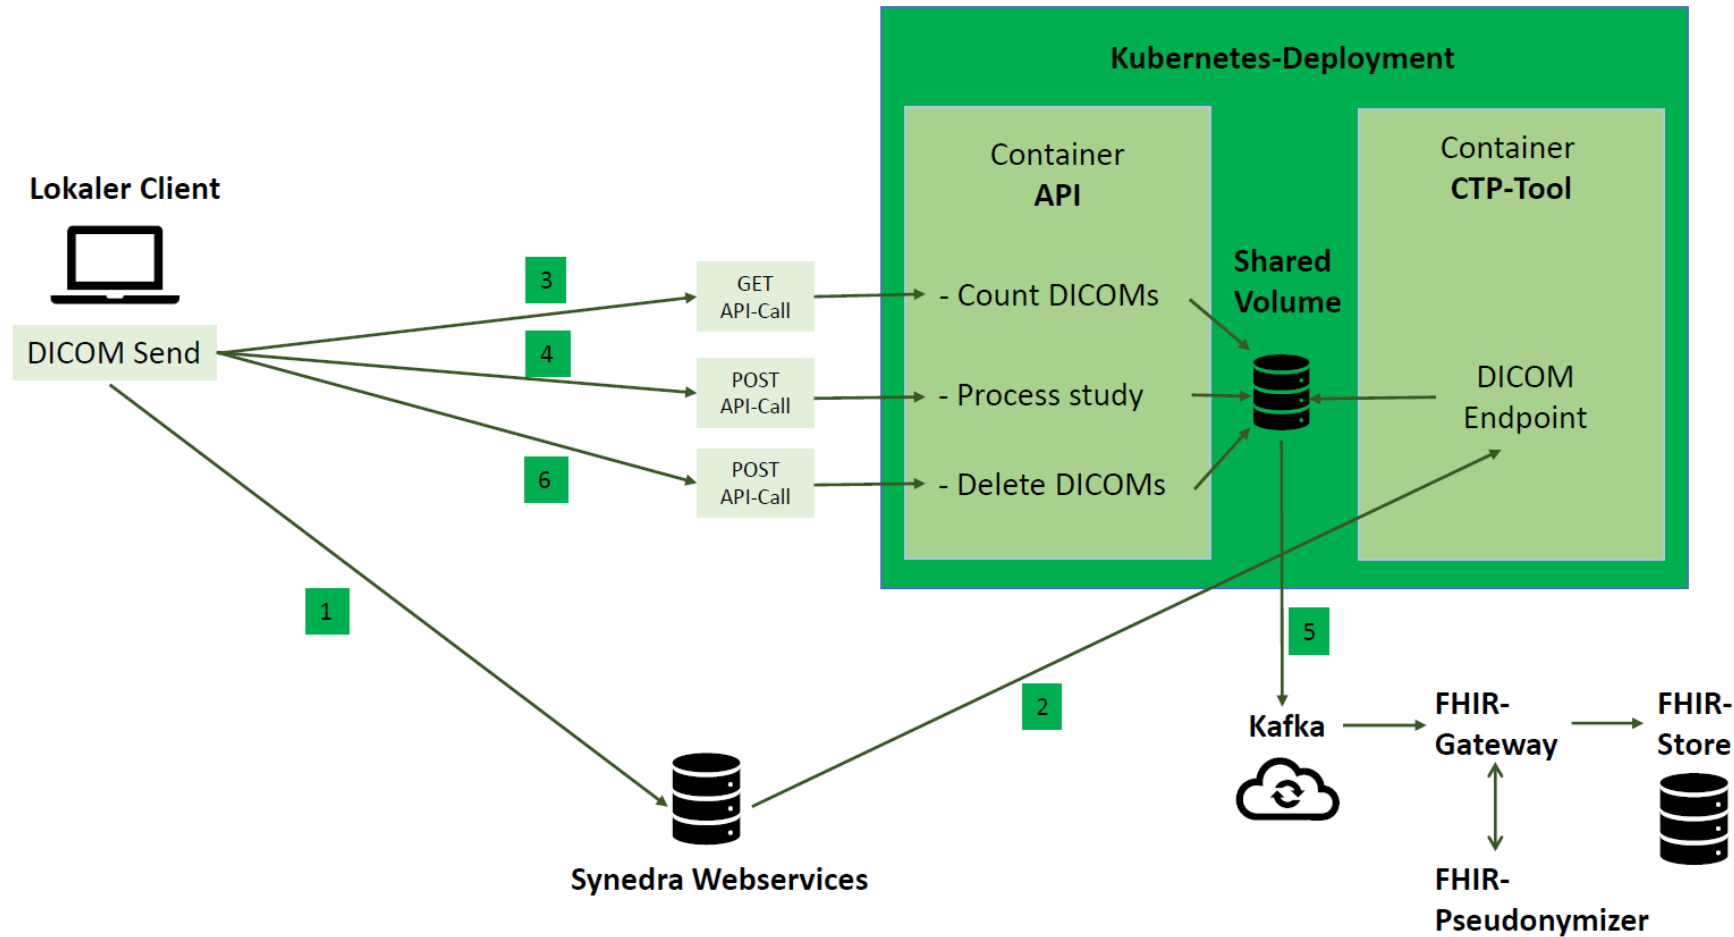 Kubernetes-Deployment
Lokaler Client
DICOM Send
3
4
6
1
2
5
GET
API-Call
POST
API-Call
POST
API-Call
Container
API
- Count DICOMs
- Process study
- Delete DICOMs
Shared
Volume
Container
CTP-Tool
DICOM
Endpoint
Synedra Webservices
Kafka
FHIR-
Gateway
FHIR-
Store
FHIR-
Pseudonymizer